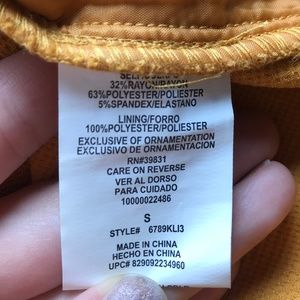 32%RAYON/RAYON
63%POLYESTER/POLIESTER
5%SPANDEX/ELASTANO
LINING/FORRO
100%POLYESTER/POLIESTER
EXCLUSIVE OF ORNAMENTATION
EXCLUSIVO DE ORNAMENTACION
RN#39831
CARE ON REVERSE
VER AL DORSO
PARA CUIDADO
10000022486
S
STYLE# 6789KLI3
MADE IN CHINA
HECHO EN CHINA
UPC# 829092234960